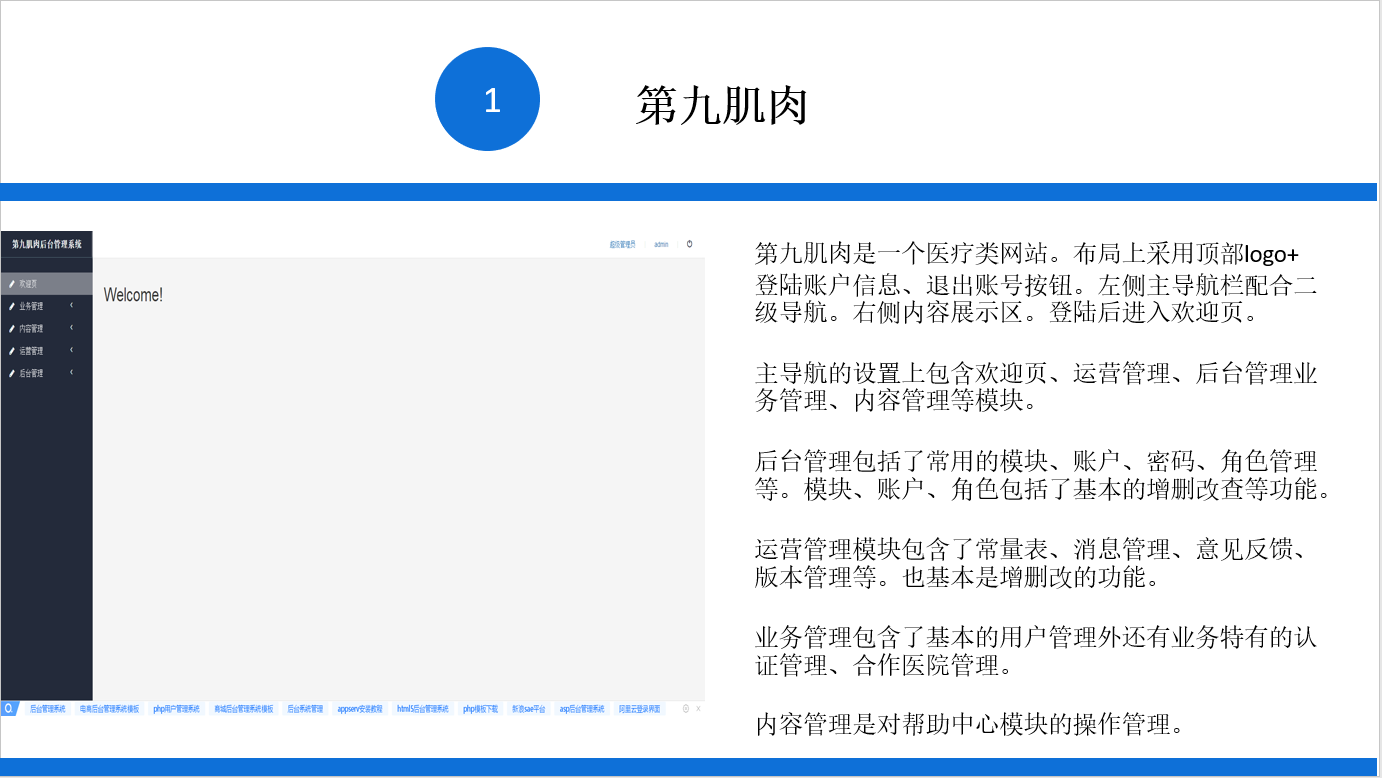 1
第九肌肉
第九肌肉后台管理系统
超级管理员
admin
欢迎页
Welcome!
业务管理
内容管理
运营管理
后台管理
后台管理系统 电商后台管理系统模板 php用户管理系统 商城后台管理系统模板 后台系统管理 appserv安装教程 html5后台管理系统 php模板下载 新浪sae平台 asp后台管理系统 阿里云登录界面
第九肌肉是一个医疗类网站。布局上采用顶部logo+
登陆账户信息、退出账号按钮。左侧主导航栏配合二
级导航。右侧内容展示区。登陆后进入欢迎页。
主导航的设置上包含欢迎页、运营管理、后台管理业
务管理、内容管理等模块。
后台管理包括了常用的模块、账户、密码、角色管理
等。模块、账户、角色包括了基本的增删改查等功能。
运营管理模块包含了常量表、消息管理、意见反馈、
版本管理等。也基本是增删改的功能。
业务管理包含了基本的用户管理外还有业务特有的认
证管理、合作医院管理。
内容管理是对帮助中心模块的操作管理。